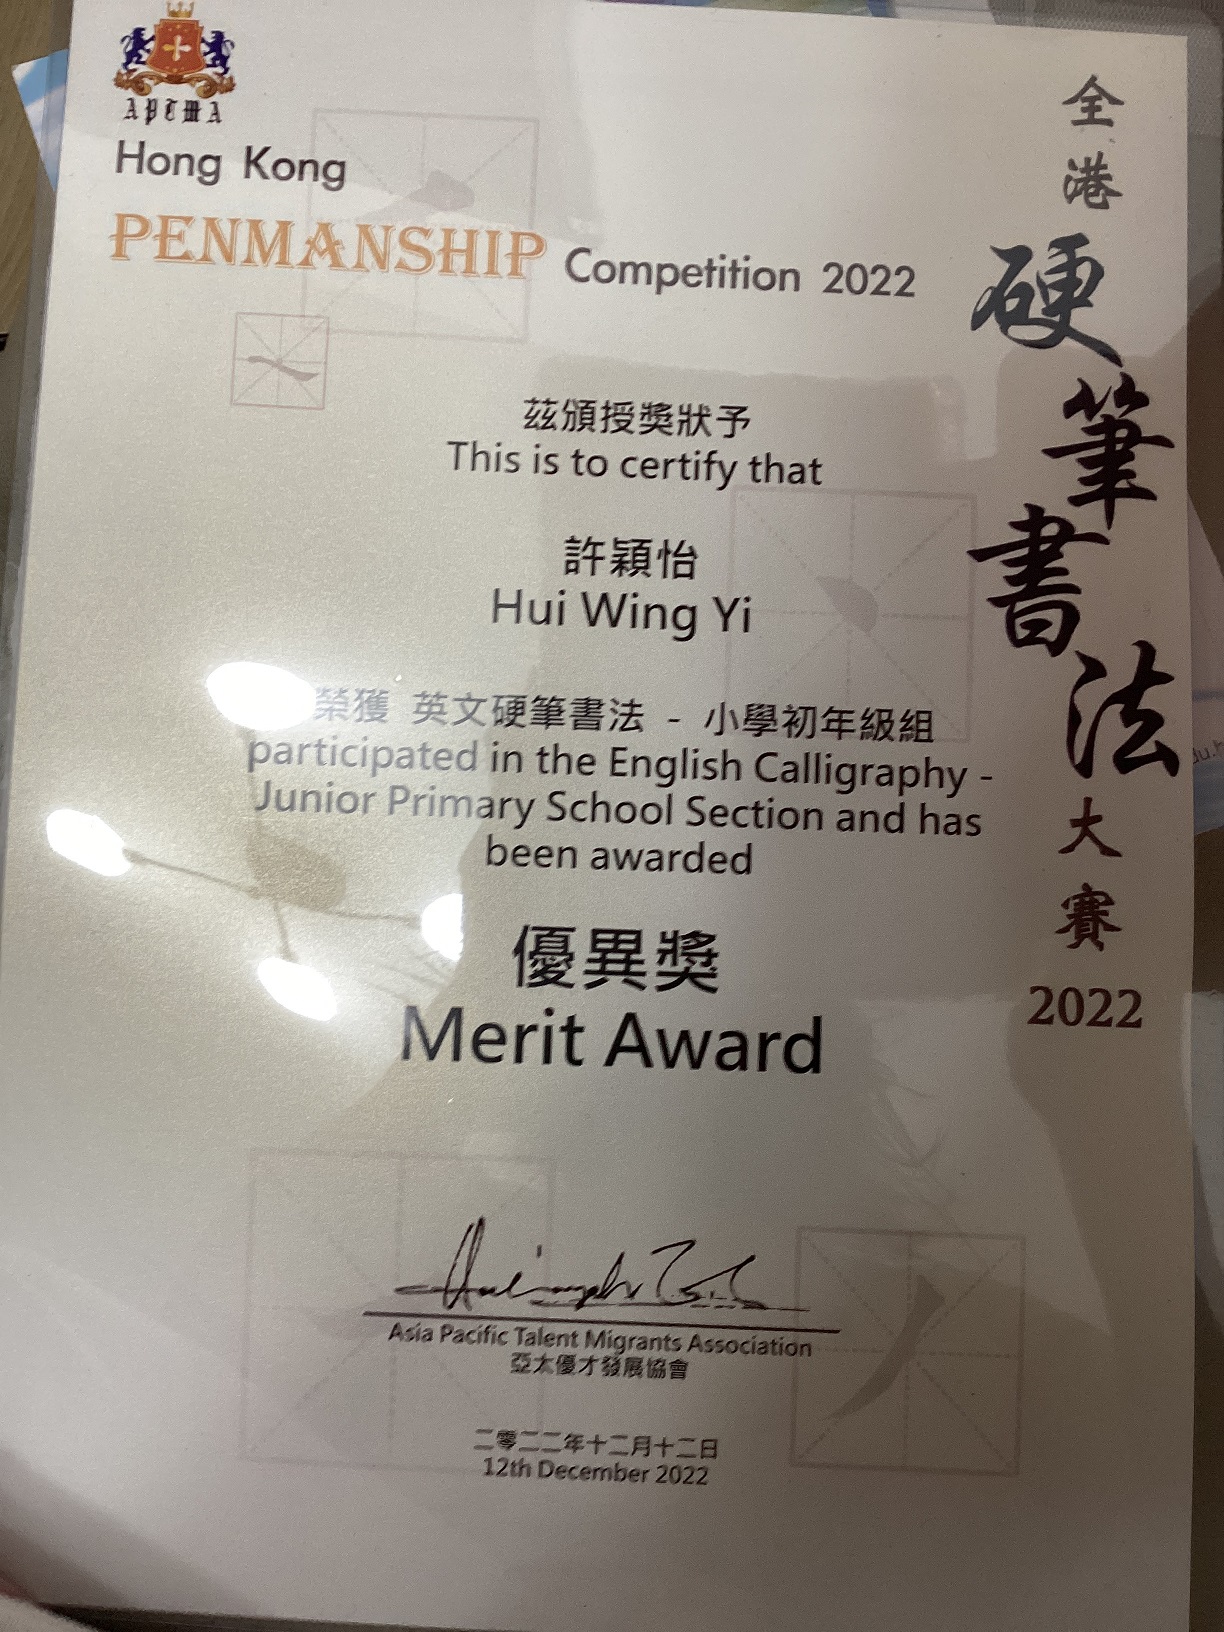 APTMA
Hong Kong
PENMANSHIP Competition 2022
全港硬筆書法大賽
2022
茲頒授獎狀予
This is to certify that
許穎怡
Hui Wing Yi
榮獲 英文硬筆書法 - 小學初年級組
participated in the English Calligraphy -
Junior Primary School Section and has
been awarded
優異獎
Merit Award
Asia Pacific Talent Migrants Association
亞太優才發展協會
二零二二年十二月十二日
12th December 2022